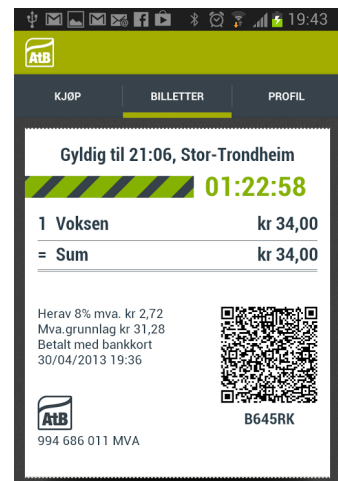 19:43
AtB
KJØP BILLETTER PROFIL
Gyldig til 21:06, Stor-Trondheim
01:22:58
1 Voksen kr 34,00
= Sum kr 34,00
Herav 8% mva. kr 2,72
Mva.grunnlag kr 31,28
Betalt med bankkort
30/04/2013 19:36
B645RK
AtB
994 686 011 MVA